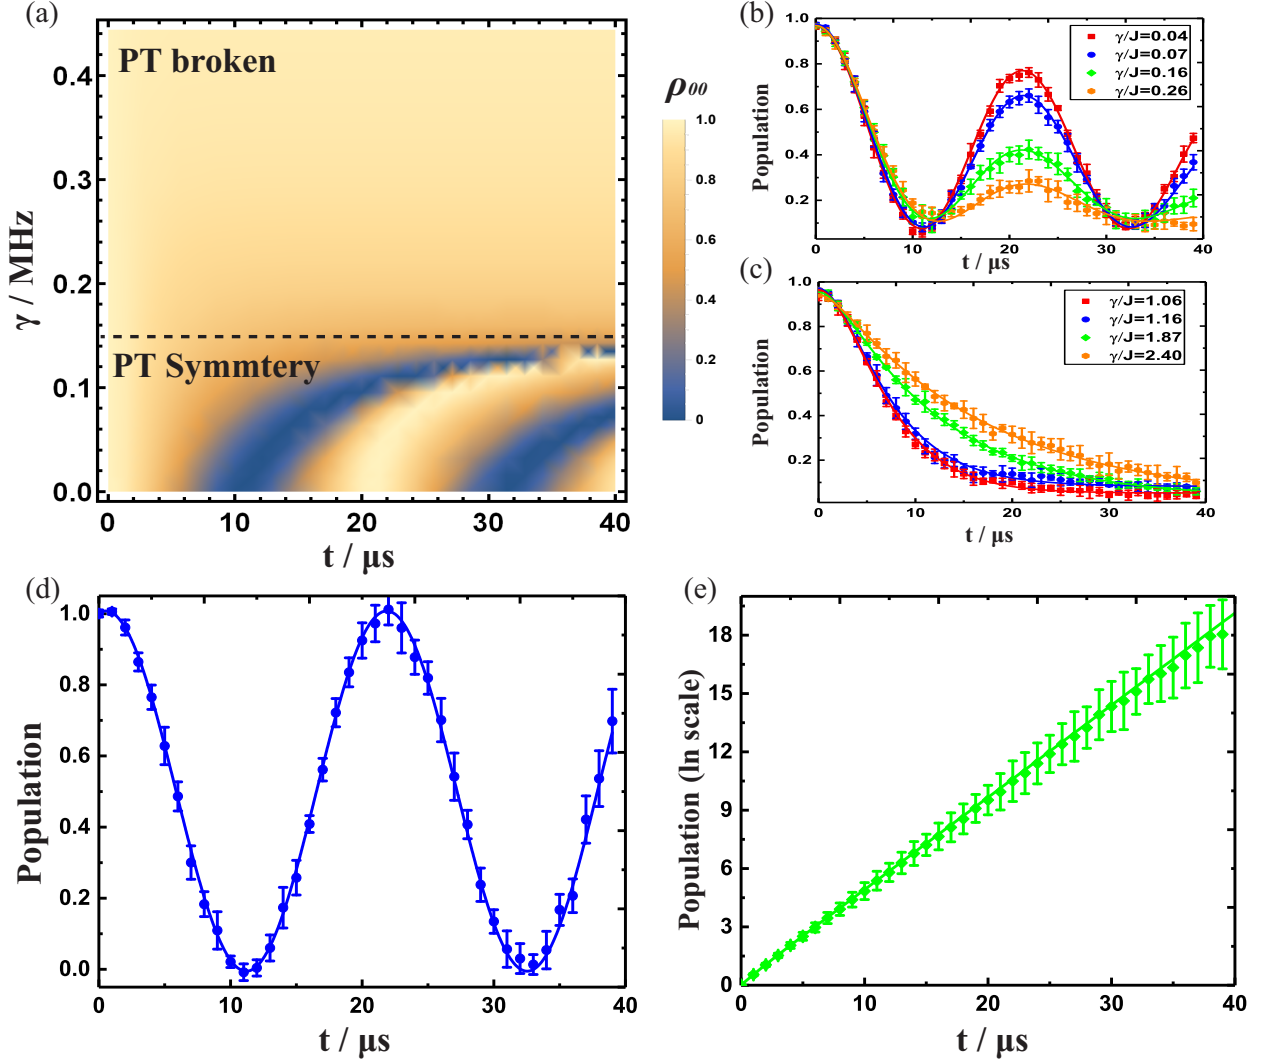 (a)
PT broken
PT Symmtery
γ / MHz
0.4
0.3
0.2
0.1
0.0
0 10 20 30 40
t / μs
ρ00
1.0
0.8
0.6
0.4
0.2
0
(b)
Population
1.0
0.8
0.6
0.4
0.2
γ/J=0.04
γ/J=0.07
γ/J=0.16
γ/J=0.26
0 10 20 30 40
t / μs
(c)
Population
1.0
0.8
0.6
0.4
0.2
γ/J=1.06
γ/J=1.16
γ/J=1.87
γ/J=2.40
0 10 20 30 40
t / μs
(d)
Population
1.0
0.8
0.6
0.4
0.2
0.0
0 10 20 30 40
t / μs
(e)
Population (ln scale)
18
15
12
9
6
3
0
0 10 20 30 40
t / μs